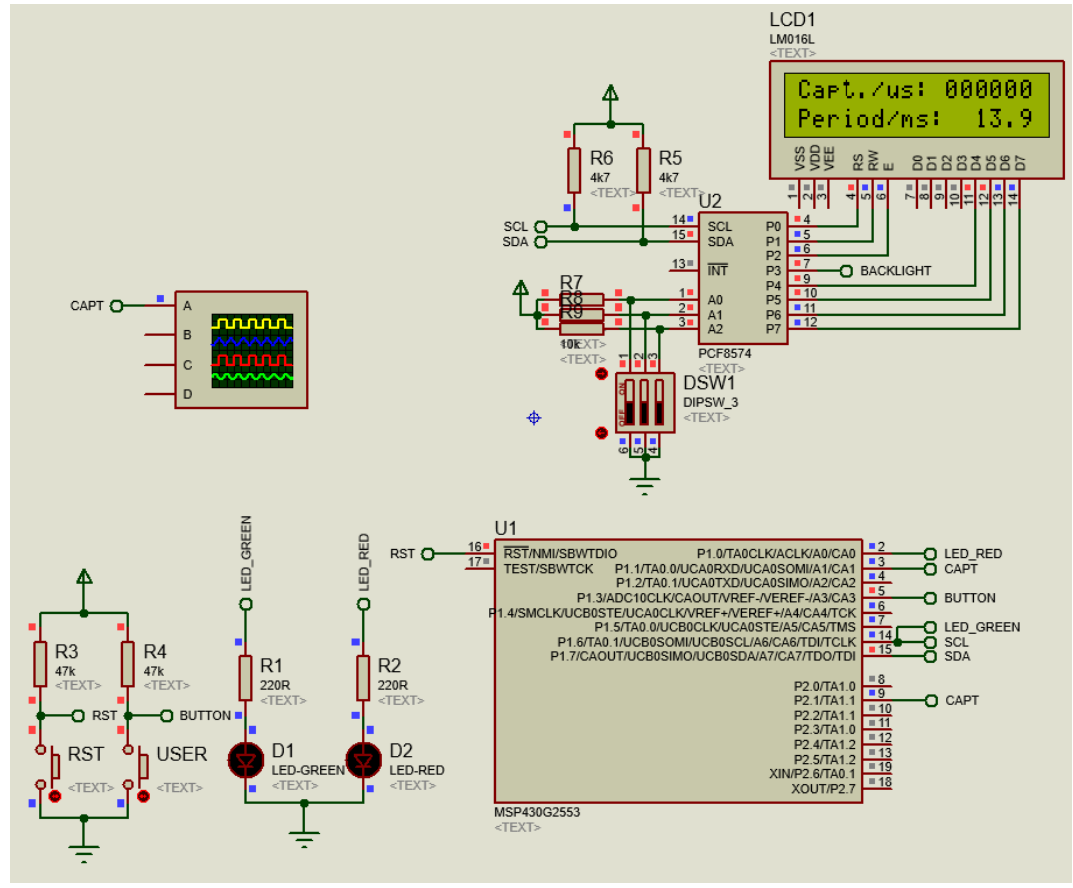 LCD1
LM016L
<TEXT>
Capt./us: 000000
Period/ms: 13.9
VSS VDD VEE RS RW E D0 D1 D2 D3 D4 D5 D6 D7
1 2 3 4 5 6 7 8 9 10 11 12 13 14
R6
4k7
<TEXT>
R5
4k7
<TEXT>
U2
SCL
SDA
14 SCL
15 SDA
13 INT
1 A0
2 A1
3 A2
P0 4
P1 5
P2 6
P3 7
P4 9
P5 10
P6 11
P7 12
BACKLIGHT
PCF8574
<TEXT>
R7
R8
R9
10k
<TEXT>
<TEXT>
1 2 3
ON
OFF
6 5 4
DSW1
DIPSW_3
<TEXT>
CAPT
A
B
C
D
U1
RST
16 RST/NMI/SBWTDIO
17 TEST/SBWTCK
P1.0/TA0CLK/ACLK/A0/CA0 2 LED_RED
P1.1/TA0.0/UCA0RXD/UCA0SOMI/A1/CA1 3 CAPT
P1.2/TA0.1/UCA0TXD/UCA0SIMO/A2/CA2 4
P1.3/ADC10CLK/CAOUT/VREF-/VEREF-/A3/CA3 5 BUTTON
P1.4/SMCLK/UCB0STE/UCA0CLK/VREF+/VEREF+/A4/CA4/TCK 6
P1.5/TA0.0/UCB0CLK/UCA0STE/A5/CA5/TMS 7 LED_GREEN
P1.6/TA0.1/UCB0SOMI/UCB0SCL/A6/CA6/TDI/TCLK 14 SCL
P1.7/CAOUT/UCB0SIMO/UCB0SDA/A7/CA7/TDO/TDI 15 SDA
P2.0/TA1.0 8
P2.1/TA1.1 9 CAPT
P2.2/TA1.1 10
P2.3/TA1.0 11
P2.4/TA1.2 12
P2.5/TA1.2 13
XIN/P2.6/TA0.1 19
XOUT/P2.7 18
MSP430G2553
<TEXT>
LED_GREEN
LED_RED
R3
47k
<TEXT>
R4
47k
<TEXT>
R1
220R
<TEXT>
R2
220R
<TEXT>
RST
BUTTON
RST
<TEXT>
USER
<TEXT>
D1
LED-GREEN
<TEXT>
D2
LED-RED
<TEXT>